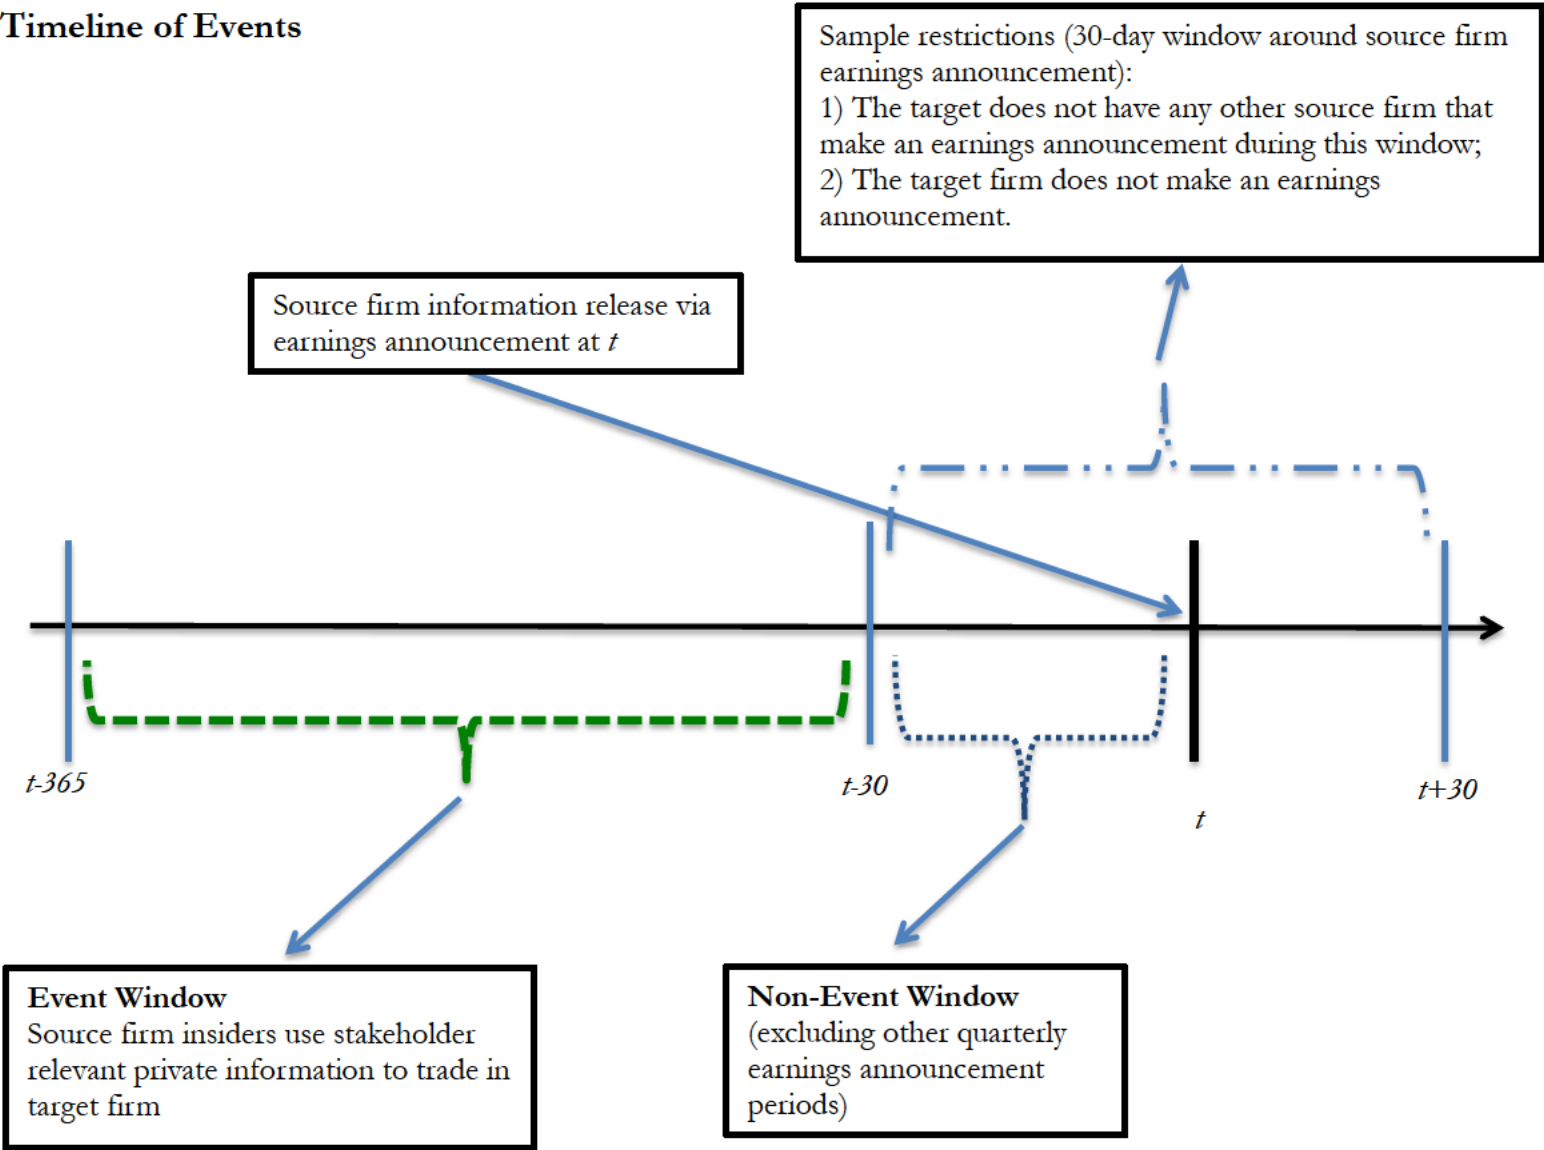 Timeline of Events
Sample restrictions (30-day window around source firm
earnings announcement):
1) The target does not have any other source firm that
make an earnings announcement during this window;
2) The target firm does not make an earnings
announcement.
Source firm information release via
earnings announcement at t
t-365
t-30
t
t+30
Event Window
Source firm insiders use stakeholder
relevant private information to trade in
target firm
Non-Event Window
(excluding other quarterly
earnings announcement
periods)